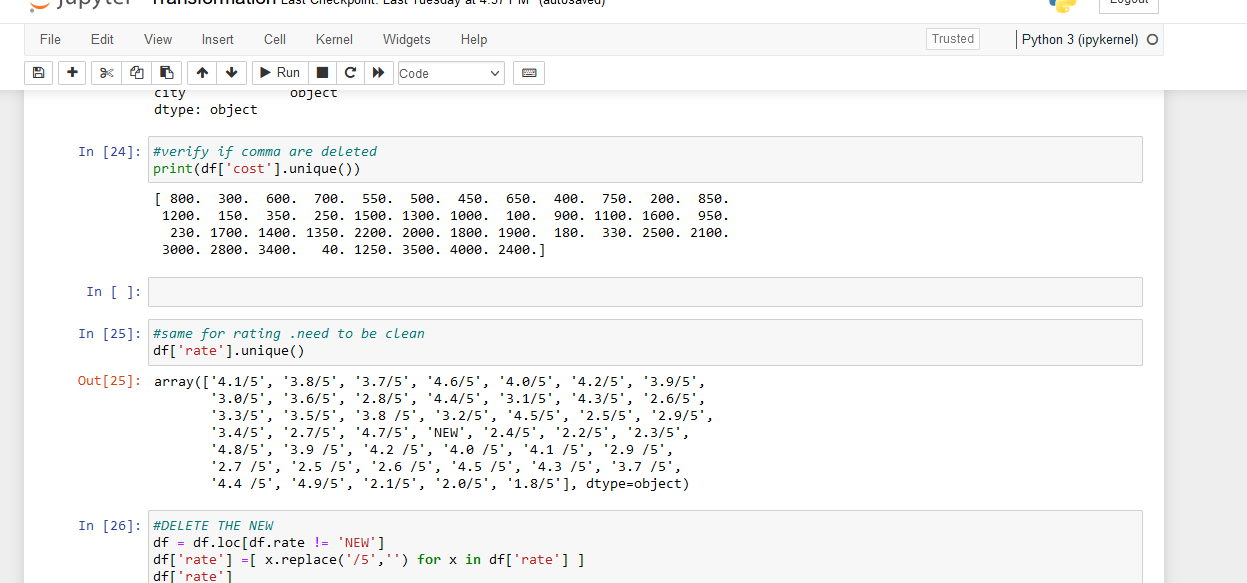 jupyter Transformation Last Checkpoint: Last Tuesday at 4:57 PM (autosaved)
Logout
File Edit View Insert Cell Kernel Widgets Help Trusted Python 3 (ipykernel)
Run Code
city object
dtype: object
In [24]: #verify if comma are deleted
print(df['cost'].unique())
[ 800. 300. 600. 700. 550. 500. 450. 650. 400. 750. 200. 850.
1200. 150. 350. 250. 1500. 1300. 1000. 100. 900. 1100. 1600. 950.
230. 1700. 1400. 1350. 2200. 2000. 1800. 1900. 180. 330. 2500. 2100.
3000. 2800. 3400. 40. 1250. 3500. 4000. 2400.]
In [ ]:
In [25]: #same for rating .need to be clean
df['rate'].unique()
Out[25]: array(['4.1/5', '3.8/5', '3.7/5', '4.6/5', '4.0/5', '4.2/5', '3.9/5',
'3.0/5', '3.6/5', '2.8/5', '4.4/5', '3.1/5', '4.3/5', '2.6/5',
'3.3/5', '3.5/5', '3.8 /5', '3.2/5', '4.5/5', '2.5/5', '2.9/5',
'3.4/5', '2.7/5', '4.7/5', 'NEW', '2.4/5', '2.2/5', '2.3/5',
'4.8/5', '3.9 /5', '4.2 /5', '4.0 /5', '4.1 /5', '2.9 /5',
'2.7 /5', '2.5 /5', '2.6 /5', '4.5 /5', '4.3 /5', '3.7 /5',
'4.4 /5', '4.9/5', '2.1/5', '2.0/5', '1.8/5'], dtype=object)
In [26]: #DELETE THE NEW
df = df.loc[df.rate != 'NEW']
df['rate'] =[ x.replace('/5','') for x in df['rate'] ]
df['rate']